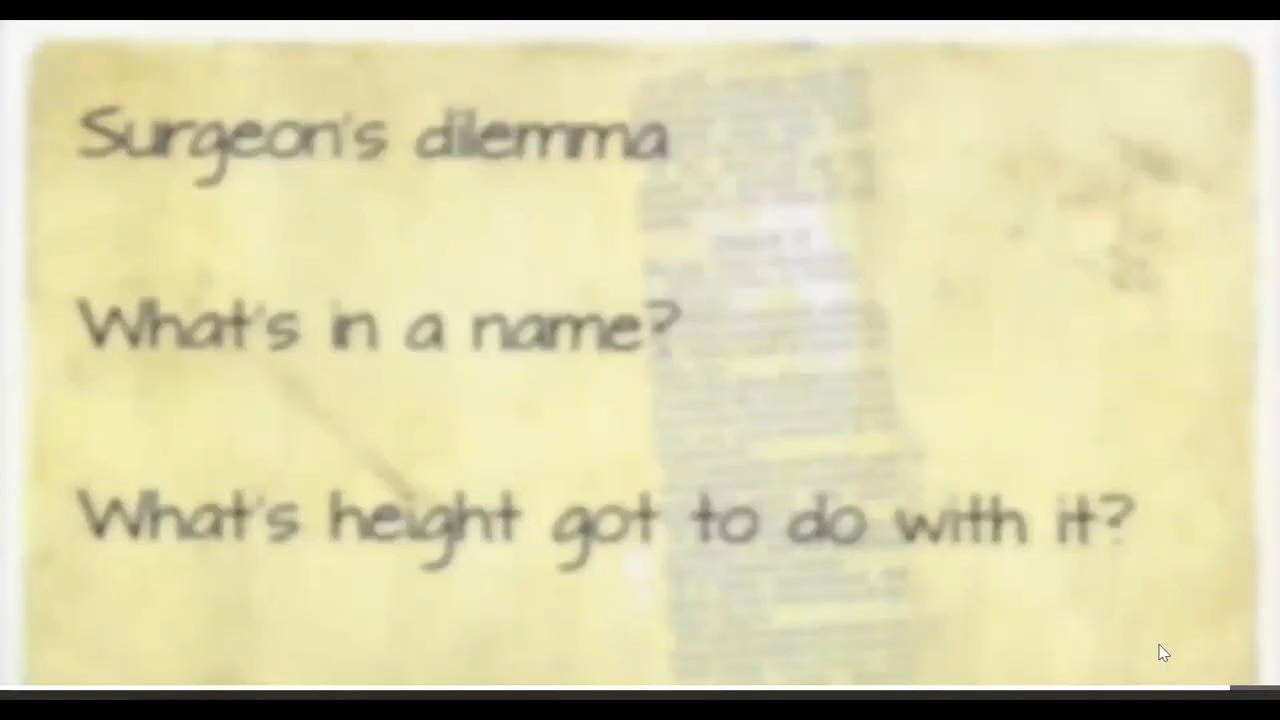 Surgeon's dilemma
What's in a name?
What's height got to do with it?